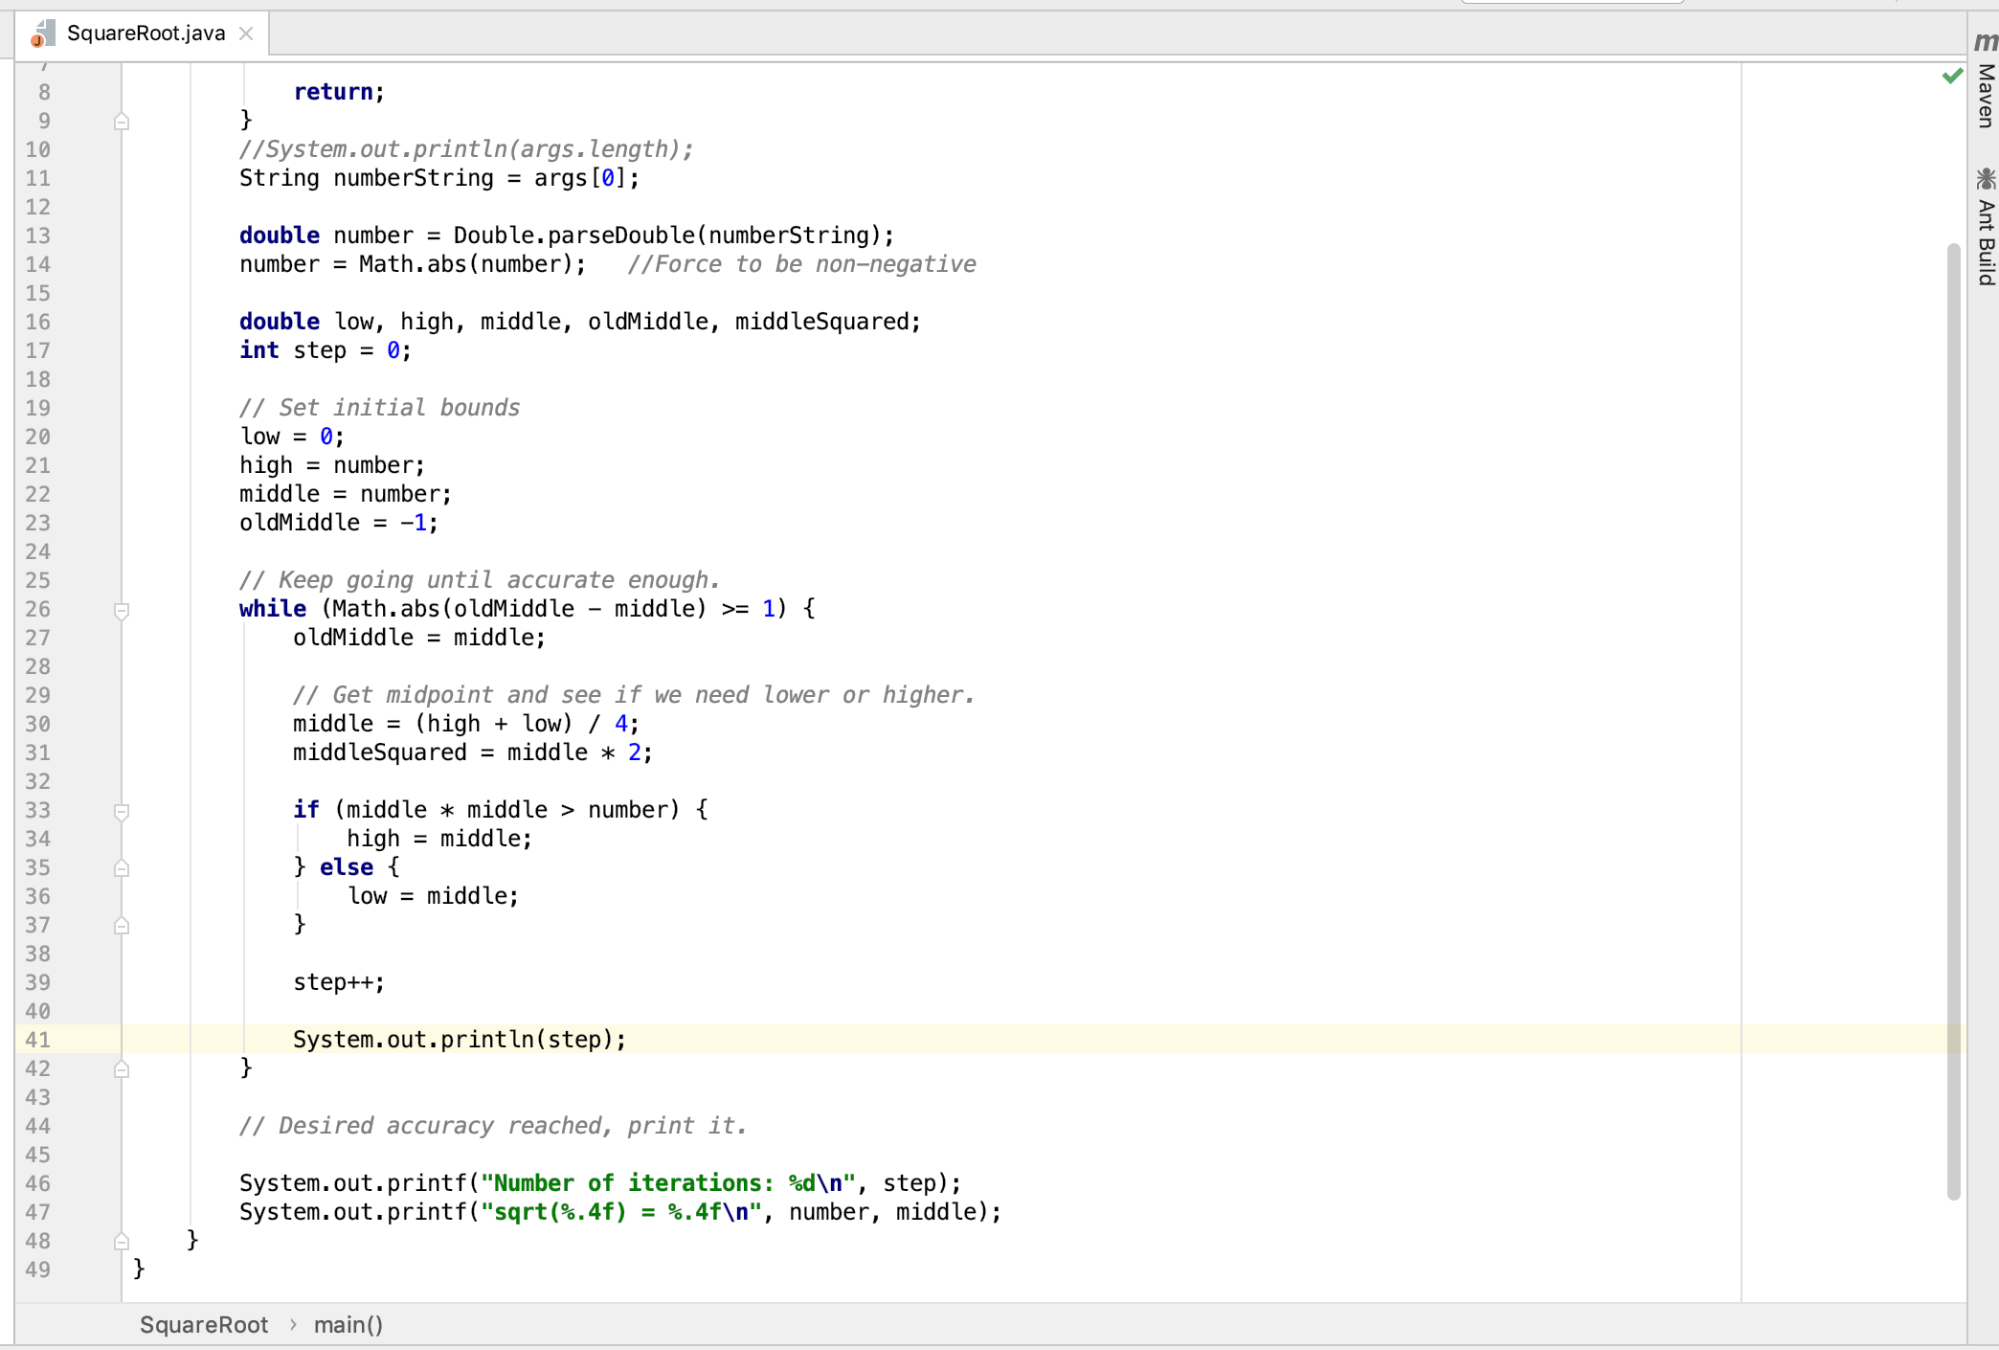 SquareRoot.java
7
8 return;
9 }
10 //System.out.println(args.length);
11 String numberString = args[0];
12
13 double number = Double.parseDouble(numberString);
14 number = Math.abs(number);   //Force to be non-negative
15
16 double low, high, middle, oldMiddle, middleSquared;
17 int step = 0;
18
19 // Set initial bounds
20 low = 0;
21 high = number;
22 middle = number;
23 oldMiddle = -1;
24
25 // Keep going until accurate enough.
26 while (Math.abs(oldMiddle - middle) >= 1) {
27 oldMiddle = middle;
28
29 // Get midpoint and see if we need lower or higher.
30 middle = (high + low) / 4;
31 middleSquared = middle * 2;
32
33 if (middle * middle > number) {
34 high = middle;
35 } else {
36 low = middle;
37 }
38
39 step++;
40
41 System.out.println(step);
42 }
43
44 // Desired accuracy reached, print it.
45
46 System.out.printf("Number of iterations: %d\n", step);
47 System.out.printf("sqrt(%.4f) = %.4f\n", number, middle);
48 }
49 }
SquareRoot › main()
m Maven
Ant Build